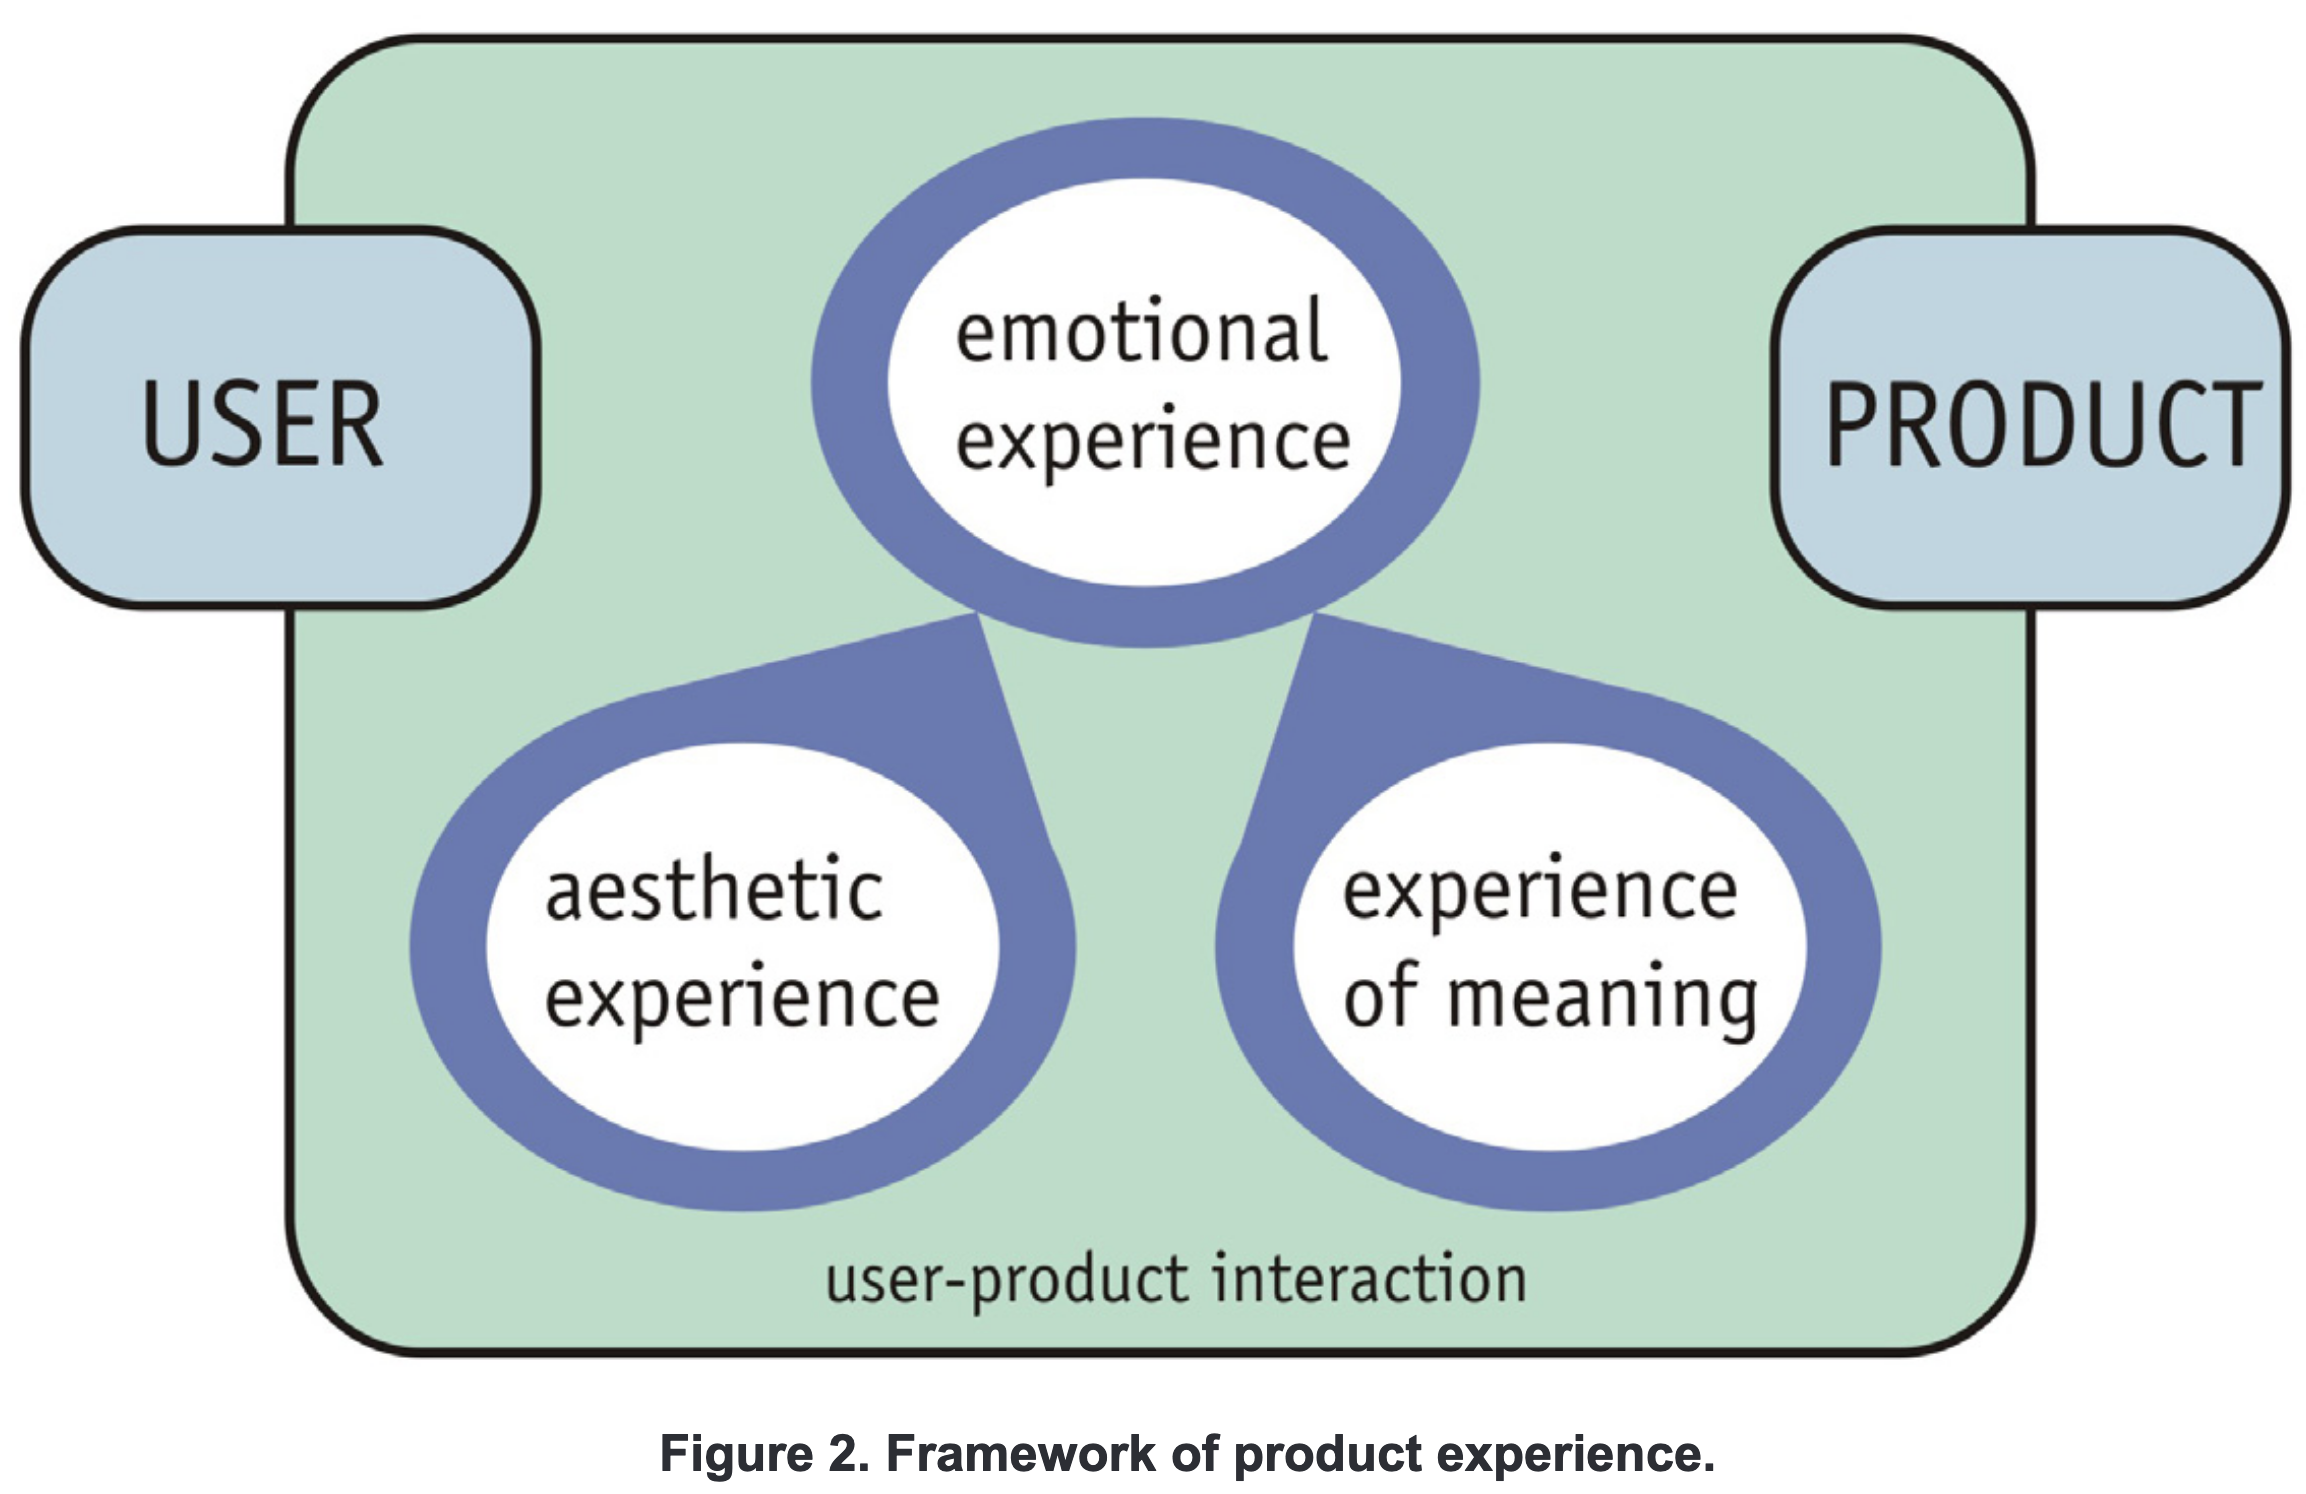 emotional
experience
USER
PRODUCT
aesthetic
experience
experience
of meaning
user-product interaction
Figure 2. Framework of product experience.